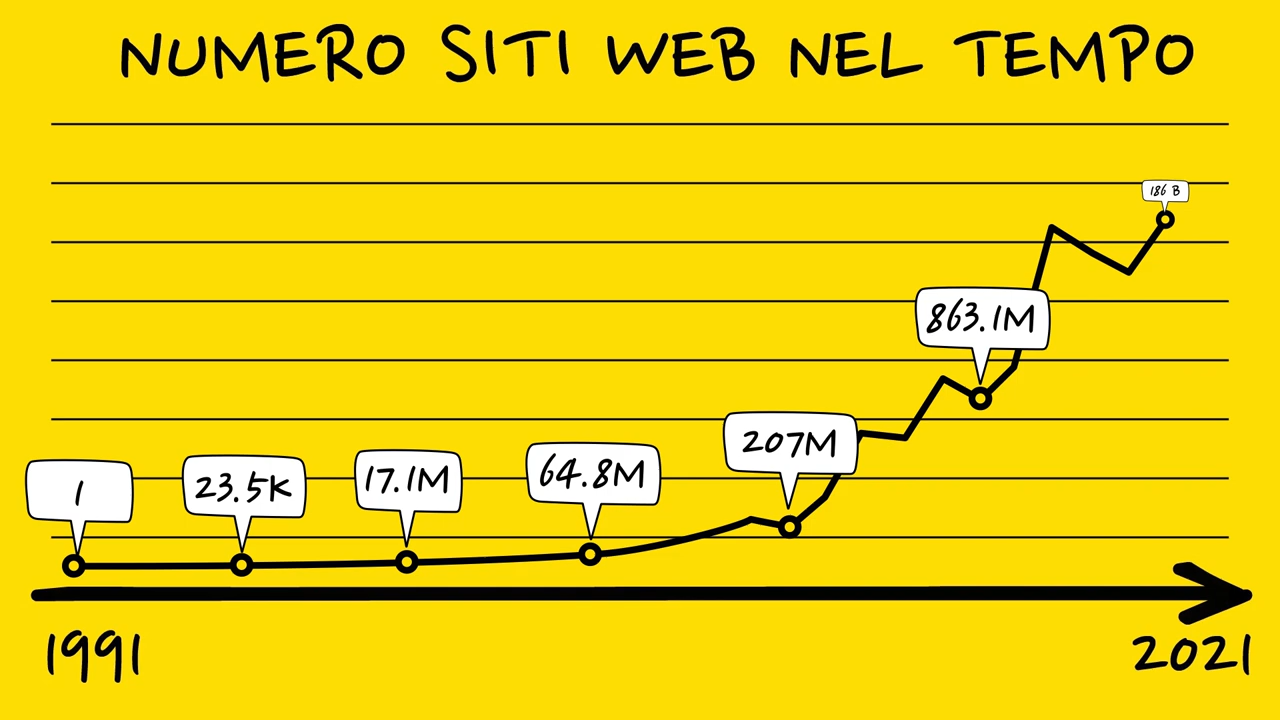 NUMERO SITI WEB NEL TEMPO
1
23.5K
17.1M
64.8M
207M
863.1M
186 B
1991
2021